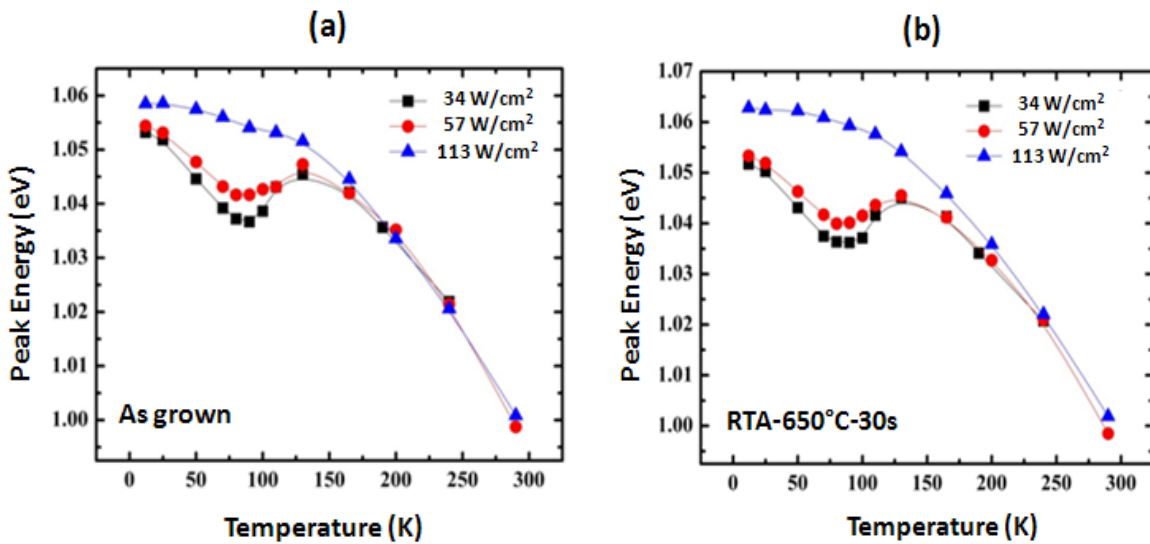 (a)
(b)
Peak Energy (eV)
1.06
1.05
1.04
1.03
1.02
1.01
1.00
34 W/cm²
57 W/cm²
113 W/cm²
As grown
0
50
100
150
200
250
300
Temperature (K)
Peak Energy (eV)
1.07
1.06
1.05
1.04
1.03
1.02
1.01
1.00
34 W/cm²
57 W/cm²
113 W/cm²
RTA-650°C-30s
0
50
100
150
200
250
300
Temperature (K)